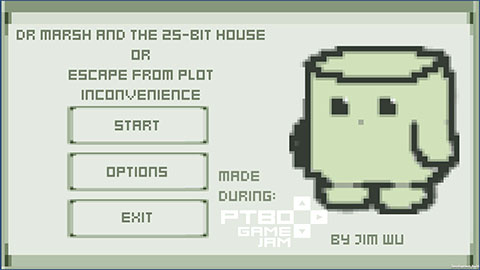 DR MARSH AND THE 25-BIT HOUSE
OR
ESCAPE FROM PLOT
INCONVENIENCE
START
OPTIONS
EXIT
MADE
DURING:
PTBO
GAME
JAM
BY JIM WU